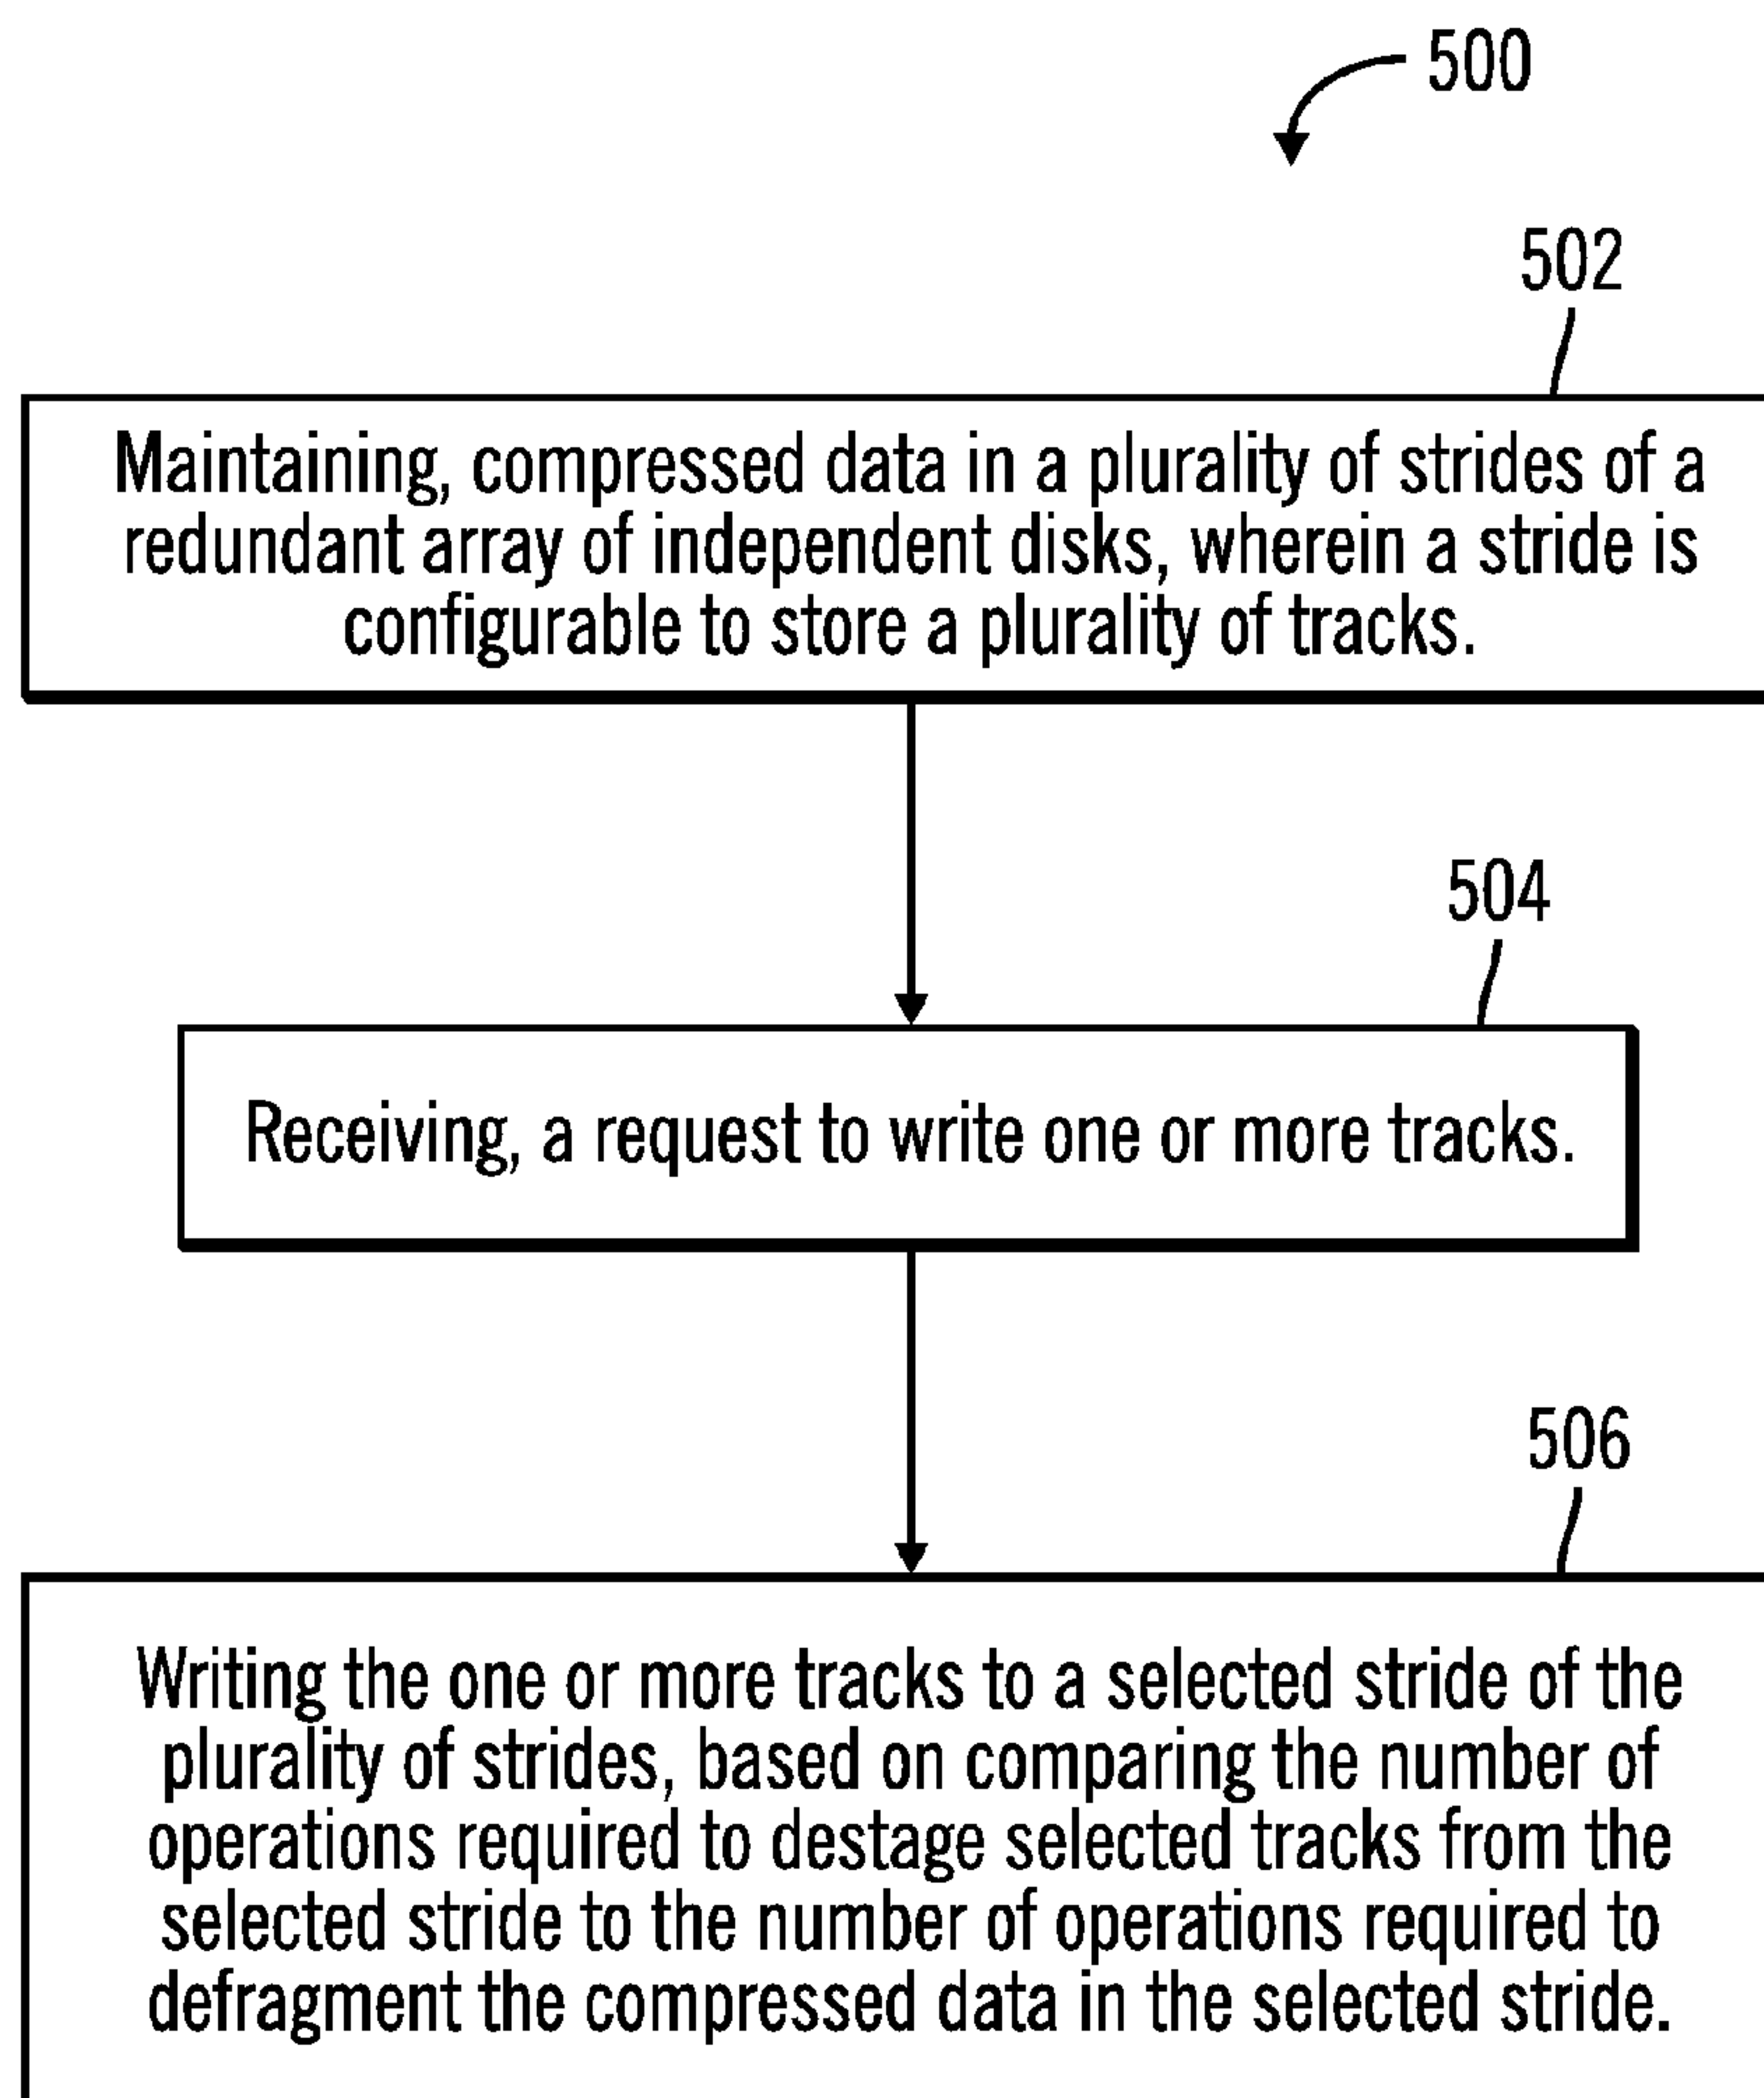 500
502
Maintaining, compressed data in a plurality of strides of a
redundant array of independent disks, wherein a stride is
configurable to store a plurality of tracks.
504
Receiving, a request to write one or more tracks.
506
Writing the one or more tracks to a selected stride of the
plurality of strides, based on comparing the number of
operations required to destage selected tracks from the
selected stride to the number of operations required to
defragment the compressed data in the selected stride.